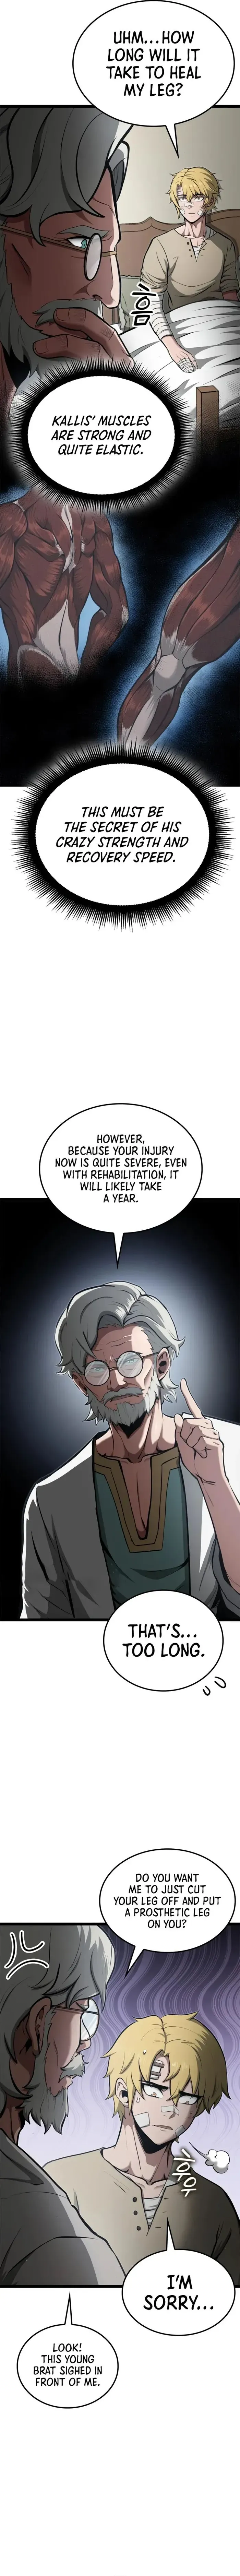 UHM...HOW
LONG WILL IT
TAKE TO HEAL
MY LEG?
흠
KALLIS' MUSCLES
ARE STRONG AND
QUITE ELASTIC.
THIS MUST BE
THE SECRET OF HIS
CRAZY STRENGTH AND
RECOVERY SPEED.
HOWEVER,
BECAUSE YOUR INJURY
NOW IS QUITE SEVERE, EVEN
WITH REHABILITATION, IT
WILL LIKELY TAKE
A YEAR.
THAT'S...
TOO LONG.
DO YOU WANT
ME TO JUST CUT
YOUR LEG OFF AND PUT
A PROSTHETIC LEG
ON YOU?
I'M
SORRY...
LOOK!
THIS YOUNG
BRAT SIGHED IN
FRONT OF ME.